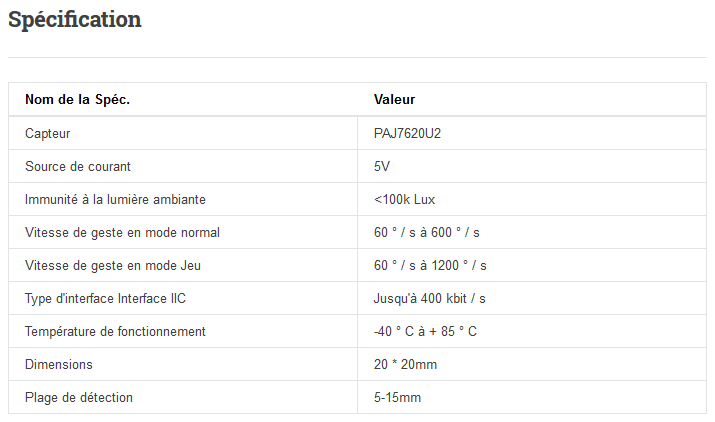 Spécification
Nom de la Spéc. Valeur
Capteur PAJ7620U2
Source de courant 5V
Immunité à la lumière ambiante <100k Lux
Vitesse de geste en mode normal 60 ° / s à 600 ° / s
Vitesse de geste en mode Jeu 60 ° / s à 1200 ° / s
Type d'interface Interface IIC Jusqu'à 400 kbit / s
Température de fonctionnement -40 ° C à + 85 ° C
Dimensions 20 * 20mm
Plage de détection 5-15mm